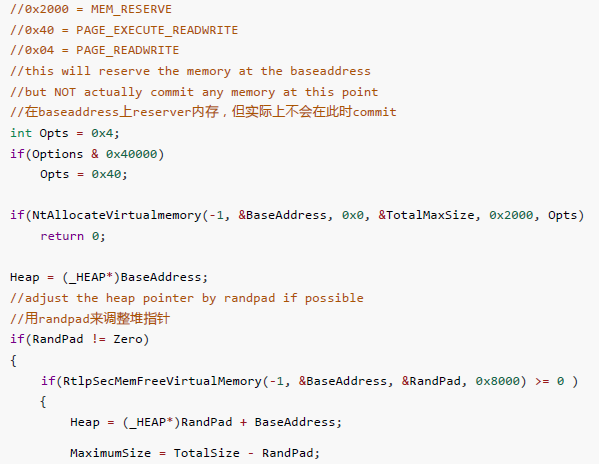 //0x2000 = MEM_RESERVE
//0x40 = PAGE_EXECUTE_READWRITE
//0x04 = PAGE_READWRITE
//this will reserve the memory at the baseaddress
//but NOT actually commit any memory at this point
//在baseaddress上reserver内存，但实际上不会在此时commit
int Opts = 0x4;
if(Options & 0x40000)
    Opts = 0x40;

if(NtAllocateVirtualmemory(-1, &BaseAddress, 0x0, &TotalMaxSize, 0x2000, Opts)
    return 0;

Heap = (_HEAP*)BaseAddress;
//adjust the heap pointer by randpad if possible
//用randpad来调整堆指针
if(RandPad != Zero)
{
    if(RtlpSecMemFreeVirtualMemory(-1, &BaseAddress, &RandPad, 0x8000) >= 0 )
    {
        Heap = (_HEAP*)RandPad + BaseAddress;
        MaximumSize = TotalSize - RandPad;